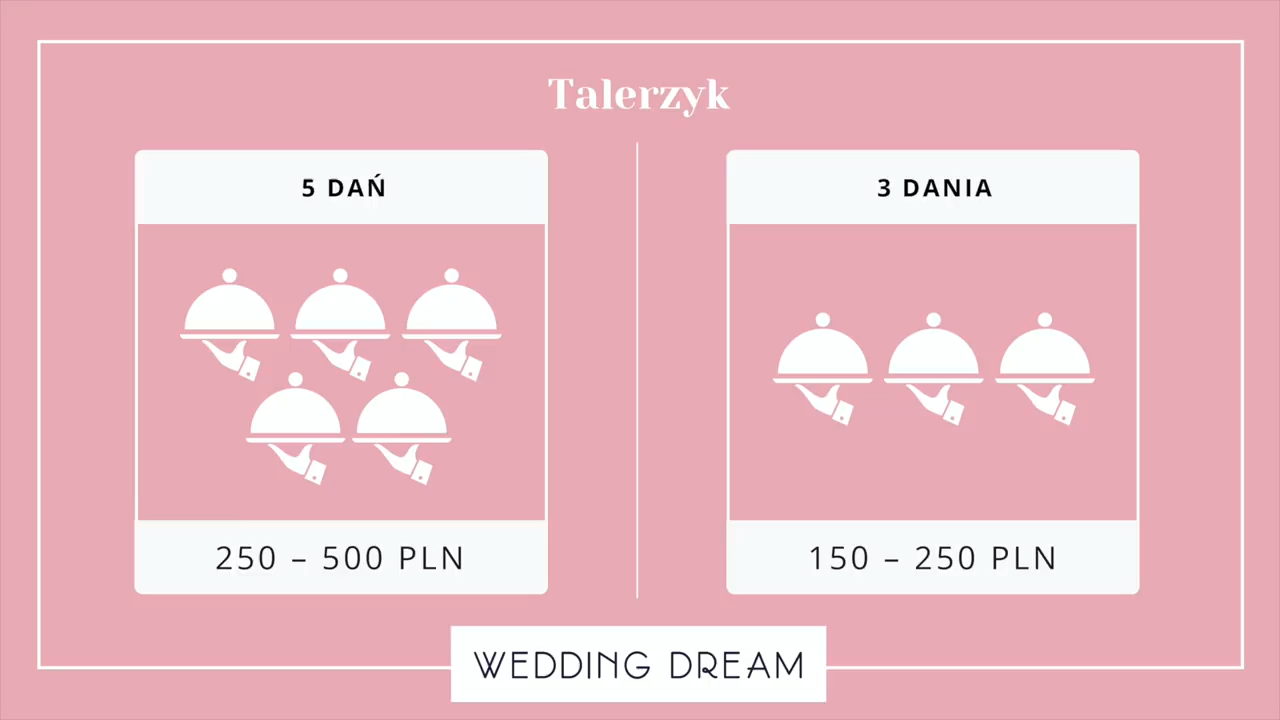 Talerzyk
5 DAŃ
250 – 500 PLN
3 DANIA
150 – 250 PLN
WEDDING DREAM